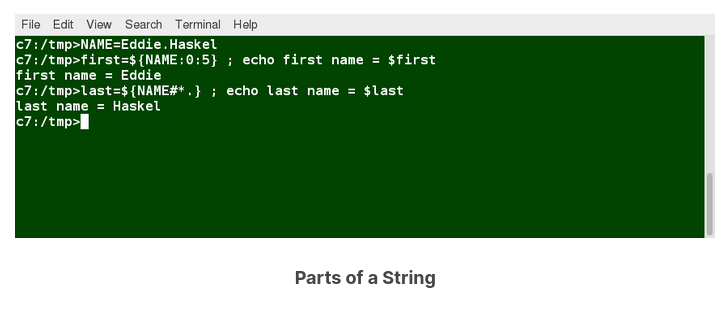 File Edit View Search Terminal Help
c7:/tmp>NAME=Eddie.Haskel
c7:/tmp>first=${NAME:0:5} ; echo first name = $first
first name = Eddie
c7:/tmp>last=${NAME#*.} ; echo last name = $last
last name = Haskel
c7:/tmp>
Parts of a String